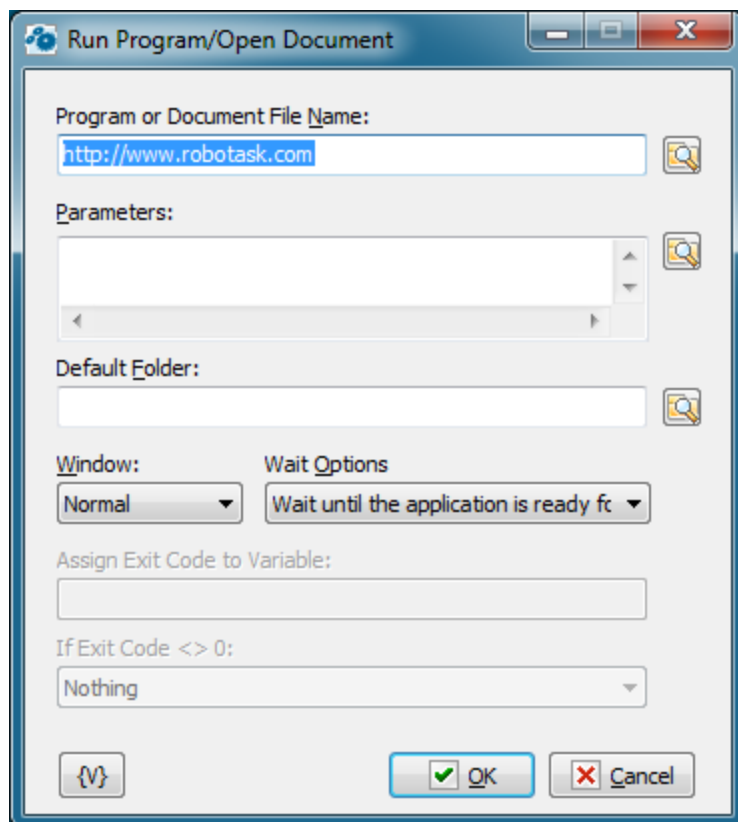 Run Program/Open Document
Program or Document File Name:
http://www.robotask.com
Parameters:
Default Folder:
Window: Wait Options
Normal Wait until the application is ready fo
Assign Exit Code to Variable:
If Exit Code <> 0:
Nothing
{V} OK Cancel